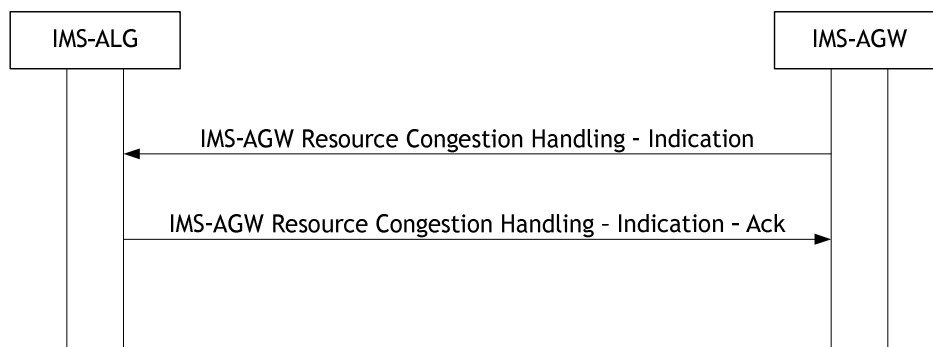 IMS-ALG
IMS-AGW
IMS-AGW Resource Congestion Handling - Indication
IMS-AGW Resource Congestion Handling – Indication – Ack